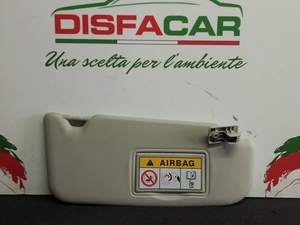 DISFACAR
Una scelta per l'ambiente
AIRBAG